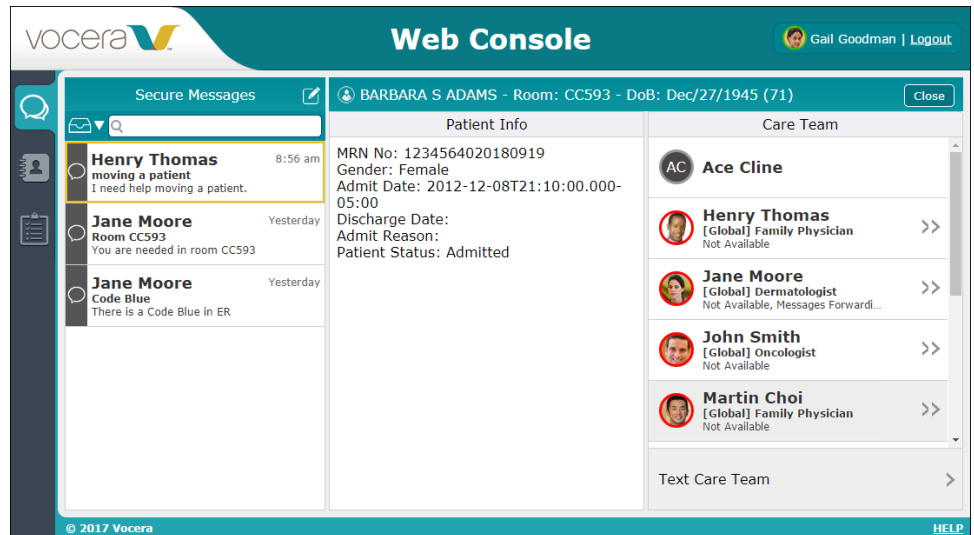 vocera
Web Console
Gail Goodman | Logout
Secure Messages
BARBARA S ADAMS - Room: CC593 - DoB: Dec/27/1945 (71)
Close
Henry Thomas
8:56 am
moving a patient
I need help moving a patient.
Jane Moore
Yesterday
Room CC593
You are needed in room CC593
Jane Moore
Yesterday
Code Blue
There is a Code Blue in ER
Patient Info
MRN No: 1234564020180919
Gender: Female
Admit Date: 2012-12-08T21:10:00.000-
05:00
Discharge Date:
Admit Reason:
Patient Status: Admitted
Care Team
AC
Ace Cline
Henry Thomas
[Global] Family Physician
Not Available
Jane Moore
[Global] Dermatologist
Not Available, Messages Forwardi...
John Smith
[Global] Oncologist
Not Available
Martin Choi
[Global] Family Physician
Not Available
Text Care Team
© 2017 Vocera
HELP